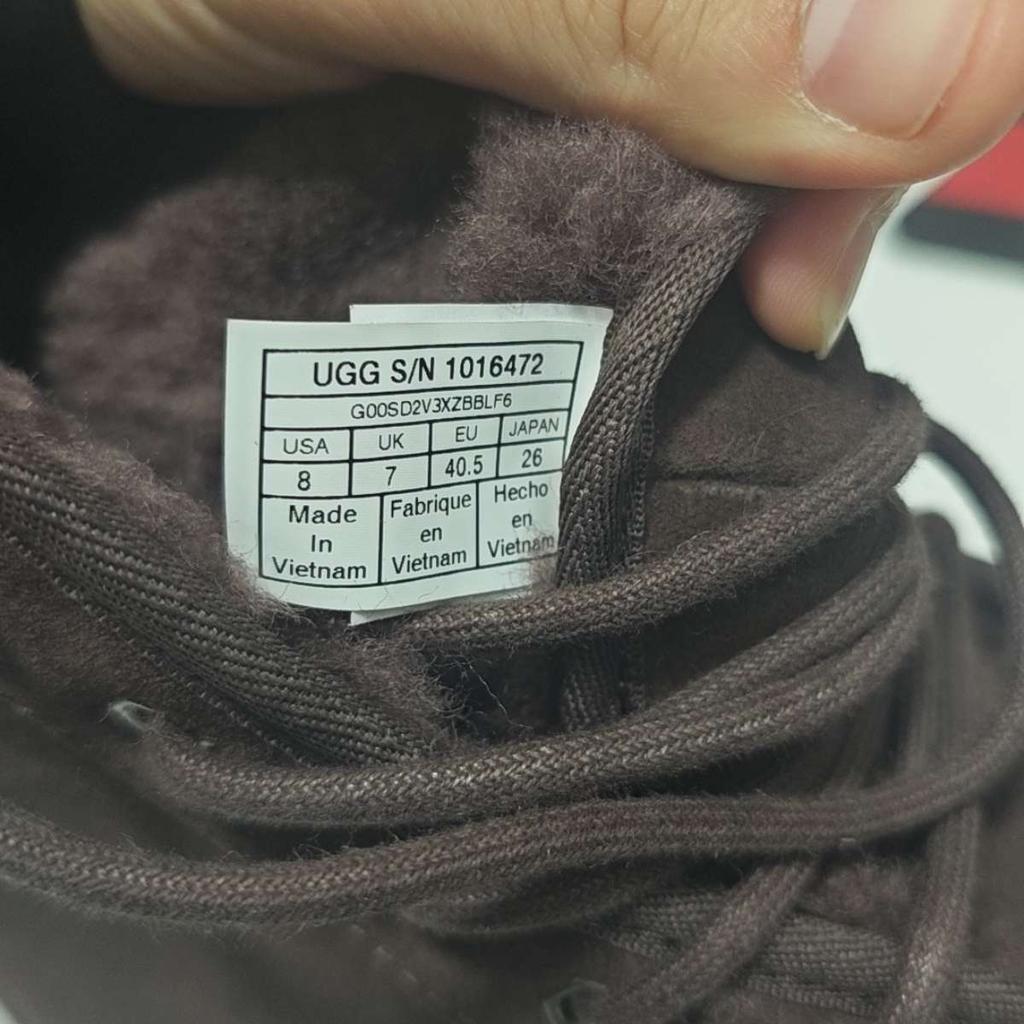 UGG S/N 1016472
G00SD2V3XZBBLF6
USA UK EU JAPAN
8 7 40.5 26
Made Fabrique Hecho
In en en
Vietnam Vietnam Vietnam